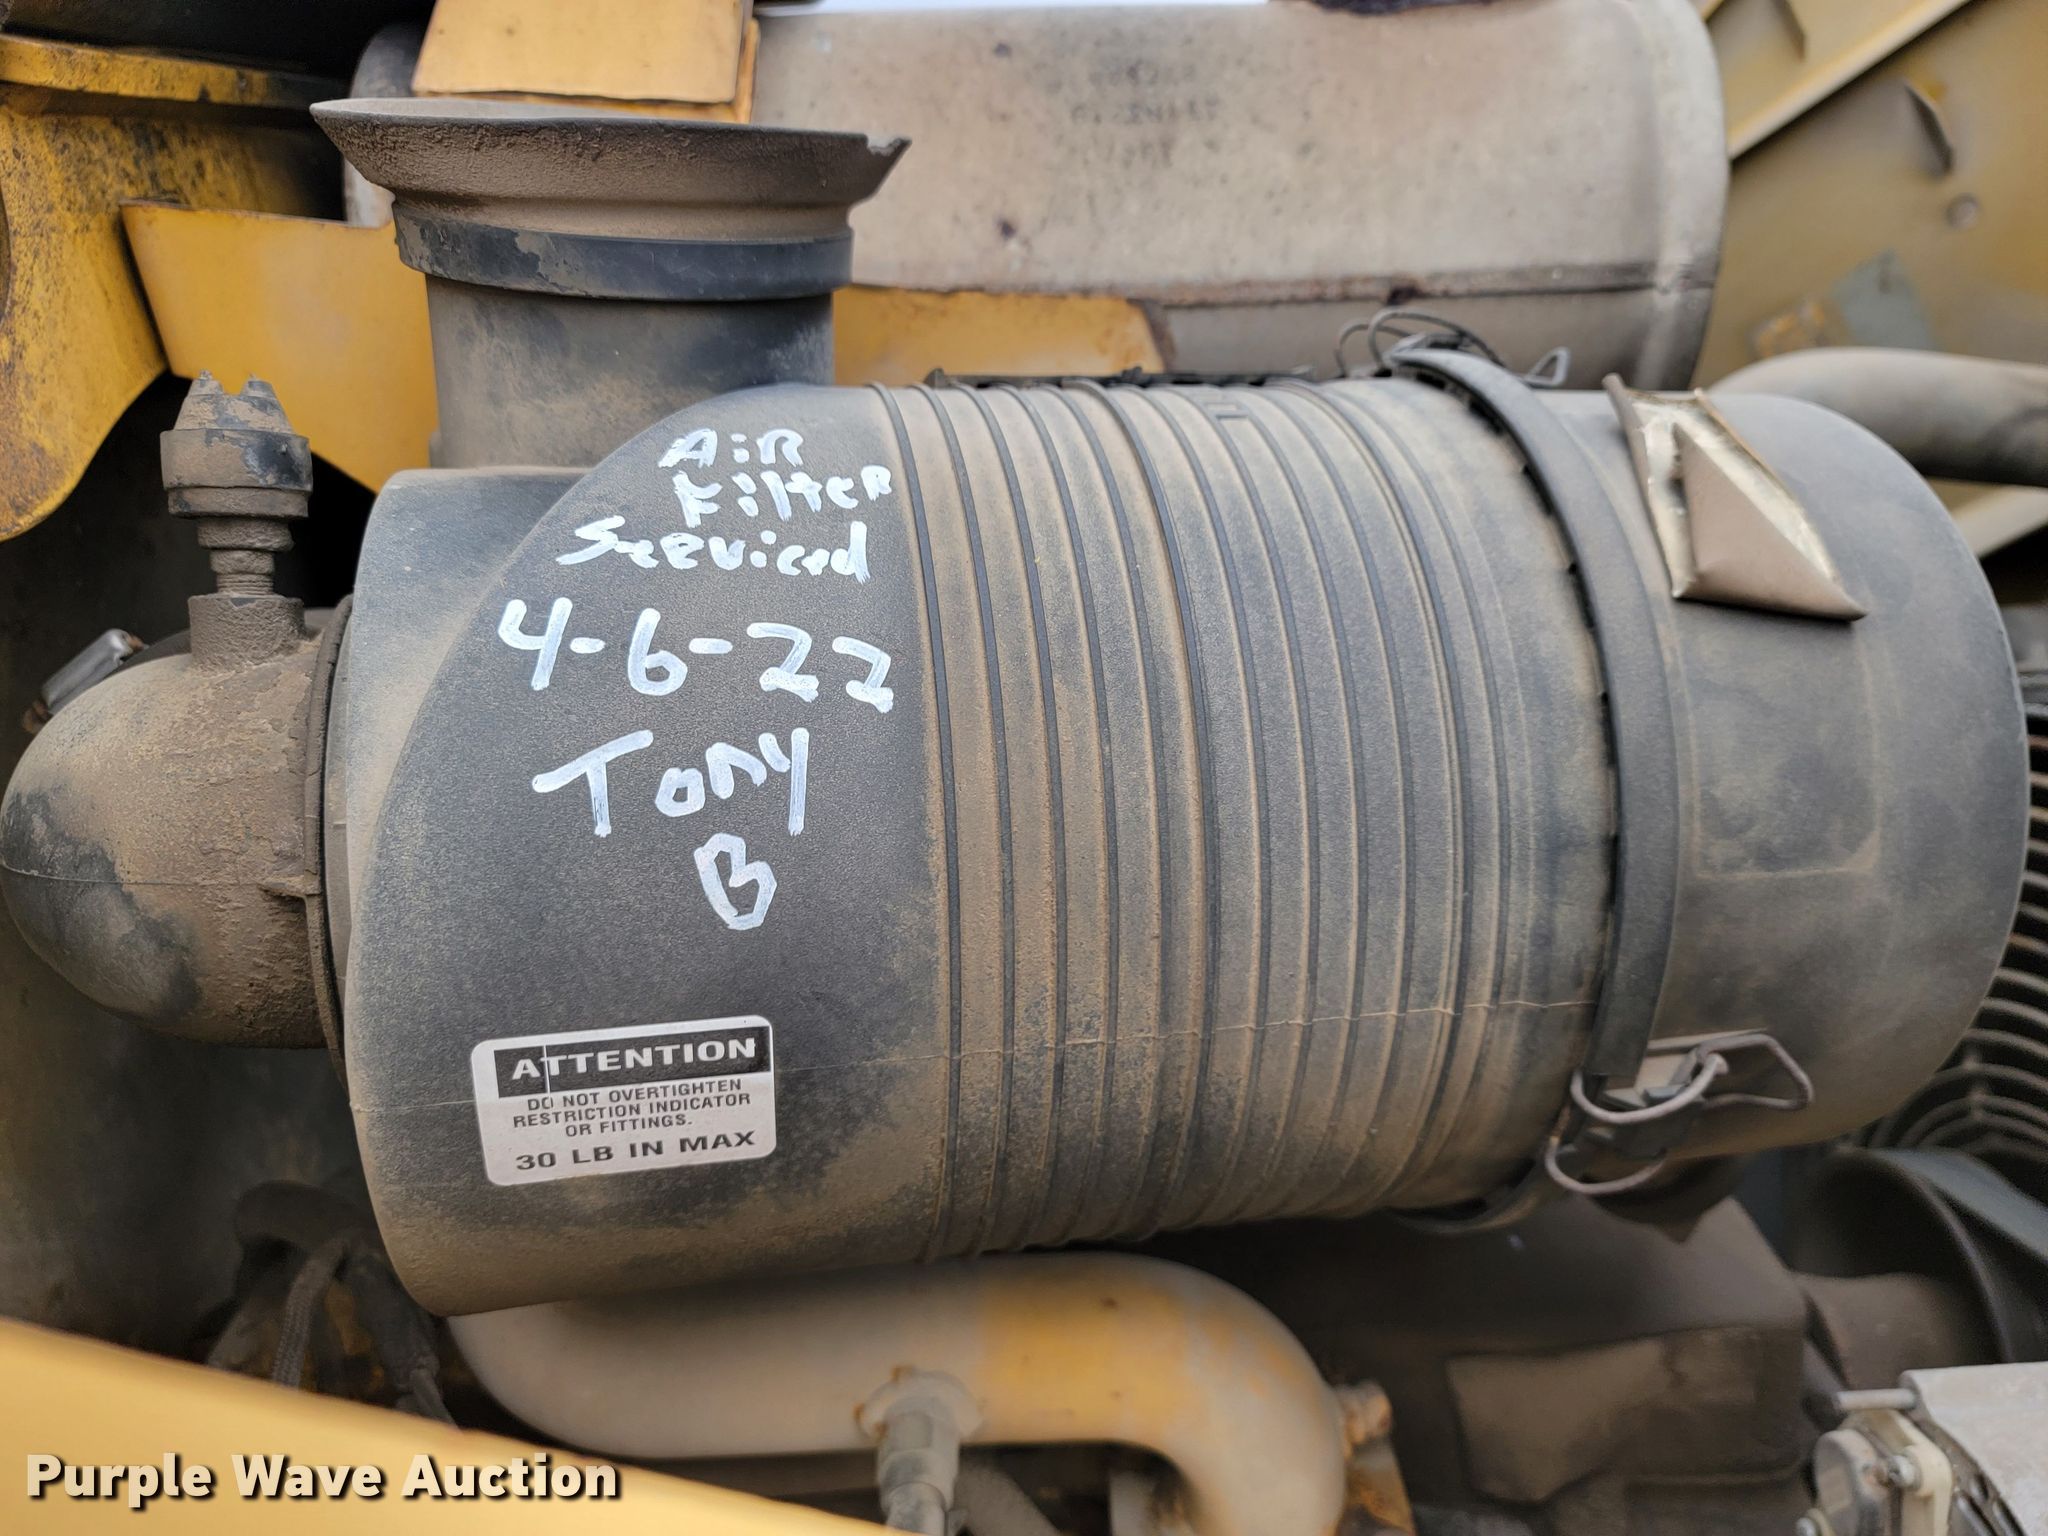 AiR
FilteR
SeRviced
4-6-22
Tony
B
ATTENTION
DO NOT OVERTIGHTEN
RESTRICTION INDICATOR
OR FITTINGS.
30 LB IN MAX
Purple Wave Auction